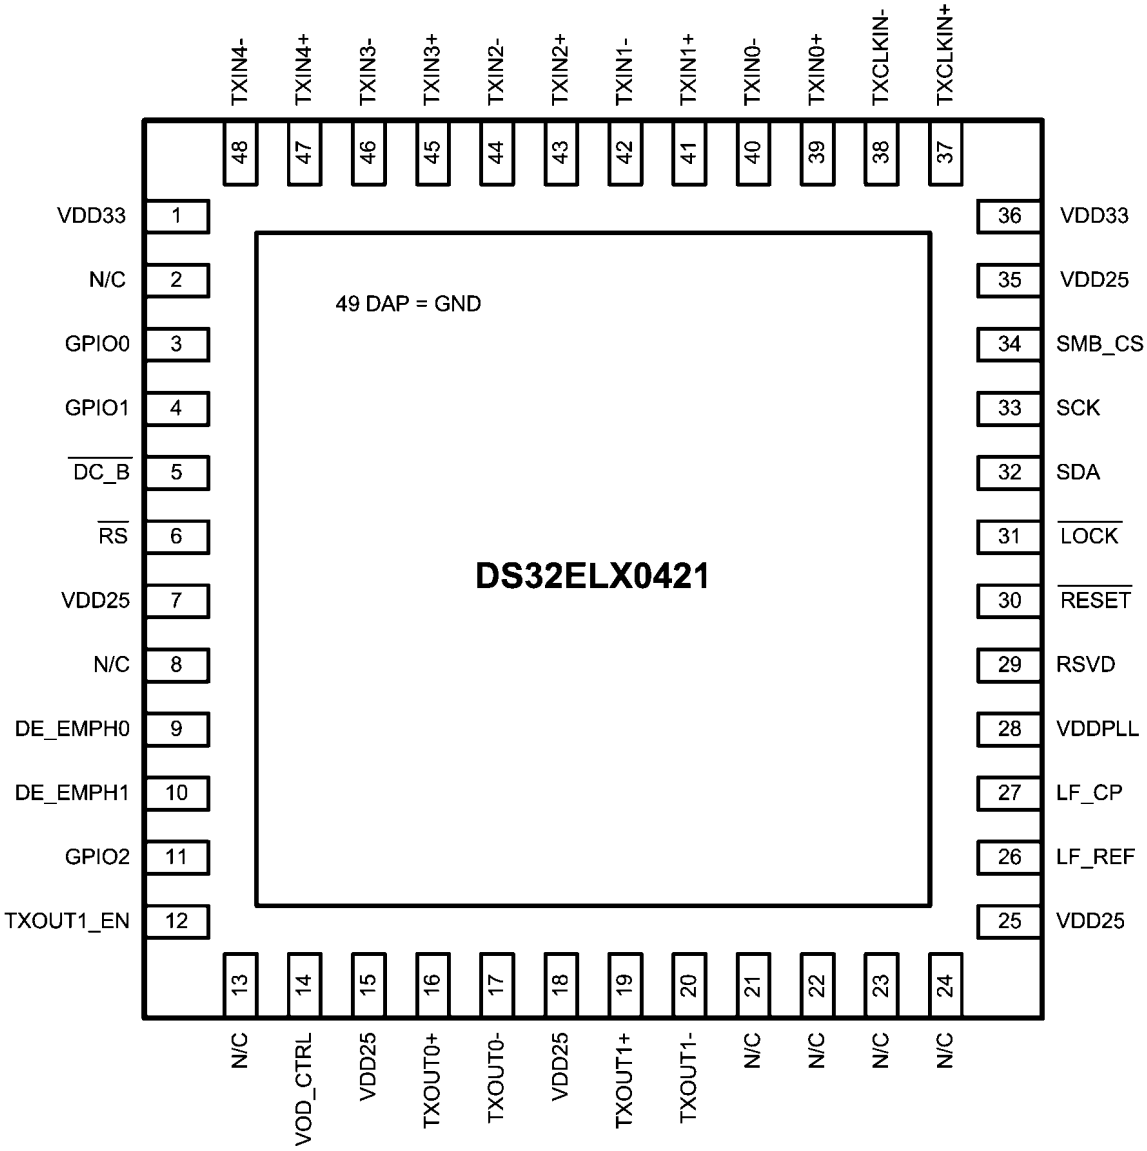 TXIN4-
TXIN4+
TXIN3-
TXIN3+
TXIN2-
TXIN2+
TXIN1-
TXIN1+
TXIN0-
TXIN0+
TXCLKIN-
TXCLKIN+
48
47
46
45
44
43
42
41
40
39
38
37
VDD33 1
N/C 2
GPIO0 3
GPIO1 4
DC_B 5
RS 6
VDD25 7
N/C 8
DE_EMPH0 9
DE_EMPH1 10
GPIO2 11
TXOUT1_EN 12
49 DAP = GND
DS32ELX0421
36 VDD33
35 VDD25
34 SMB_CS
33 SCK
32 SDA
31 LOCK
30 RESET
29 RSVD
28 VDDPLL
27 LF_CP
26 LF_REF
25 VDD25
13
14
15
16
17
18
19
20
21
22
23
24
N/C
VOD_CTRL
VDD25
TXOUT0+
TXOUT0-
VDD25
TXOUT1+
TXOUT1-
N/C
N/C
N/C
N/C